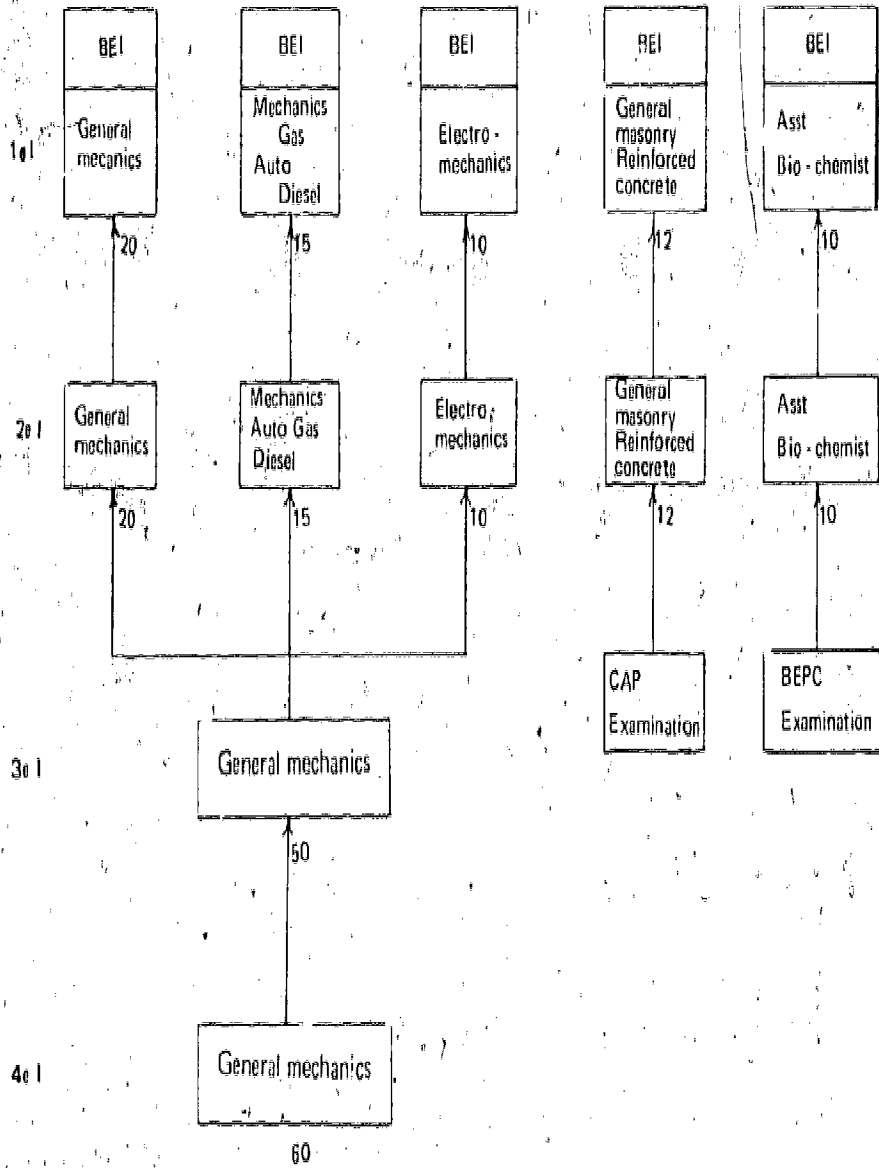 BEI
BEI
BEI
BEI
BEI
1e I
General
mecanics
Mechanics
Gas
Auto
Diesel
Electro -
mechanics
General
masonry
Reinforced
concrete
Asst
Bio - chemist
20
15
10
12
10
2e I
General
mechanics
Mechanics
Auto Gas
Diesel
Electro
mechanics
General
masonry
Reinforced
concrete
Asst
Bio - chemist
20
15
10
12
10
CAP
Examination
BEPC
Examination
3e I
General mechanics
50
4e I
General mechanics
60